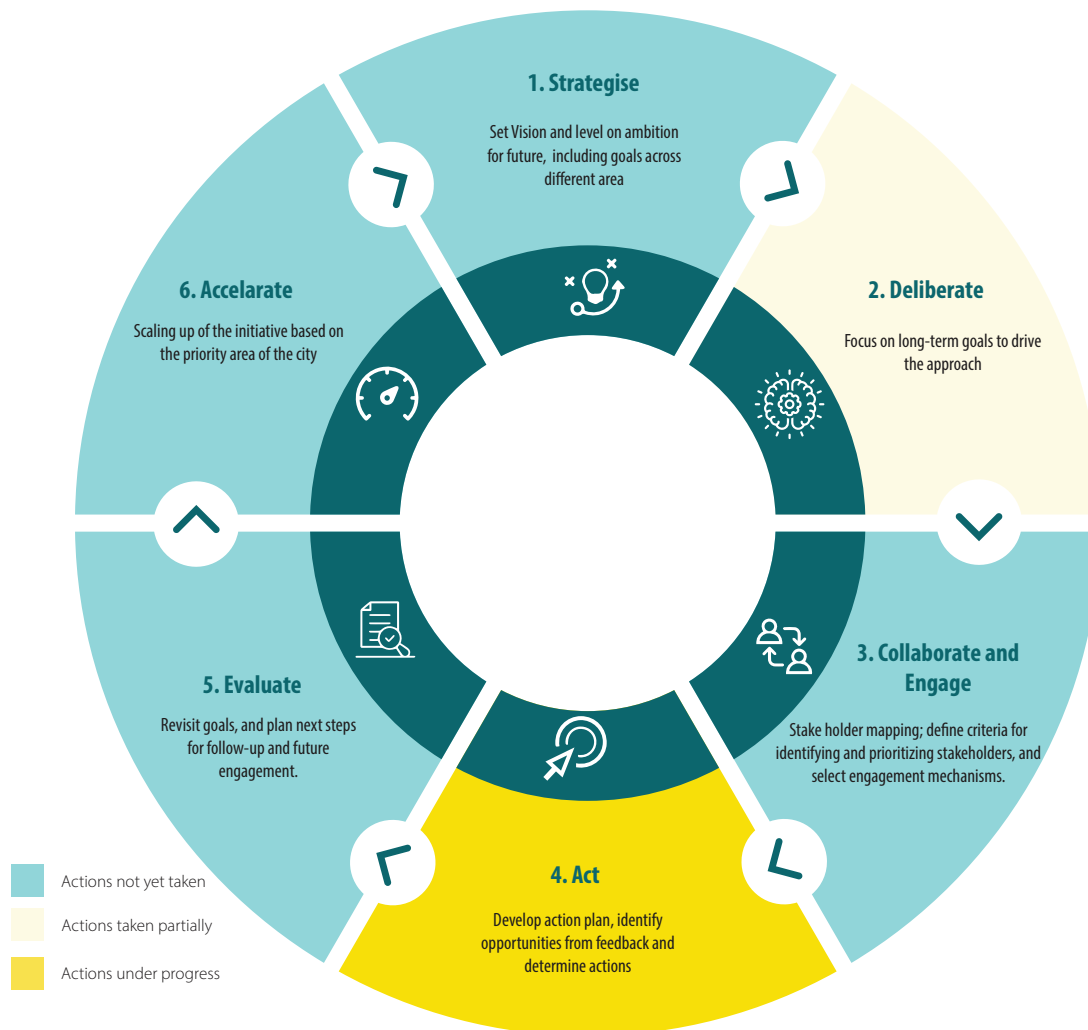 1. Strategise
Set Vision and level on ambition
for future, including goals across
different area
2. Deliberate
Focus on long-term goals to drive
the approach
3. Collaborate and
Engage
Stake holder mapping; define criteria for
identifying and prioritizing stakeholders, and
select engagement mechanisms.
4. Act
Develop action plan, identify
opportunities from feedback and
determine actions
5. Evaluate
Revisit goals, and plan next steps
for follow-up and future
engagement.
6. Accelarate
Scaling up of the initiative based on
the priority area of the city
Actions not yet taken
Actions taken partially
Actions under progress